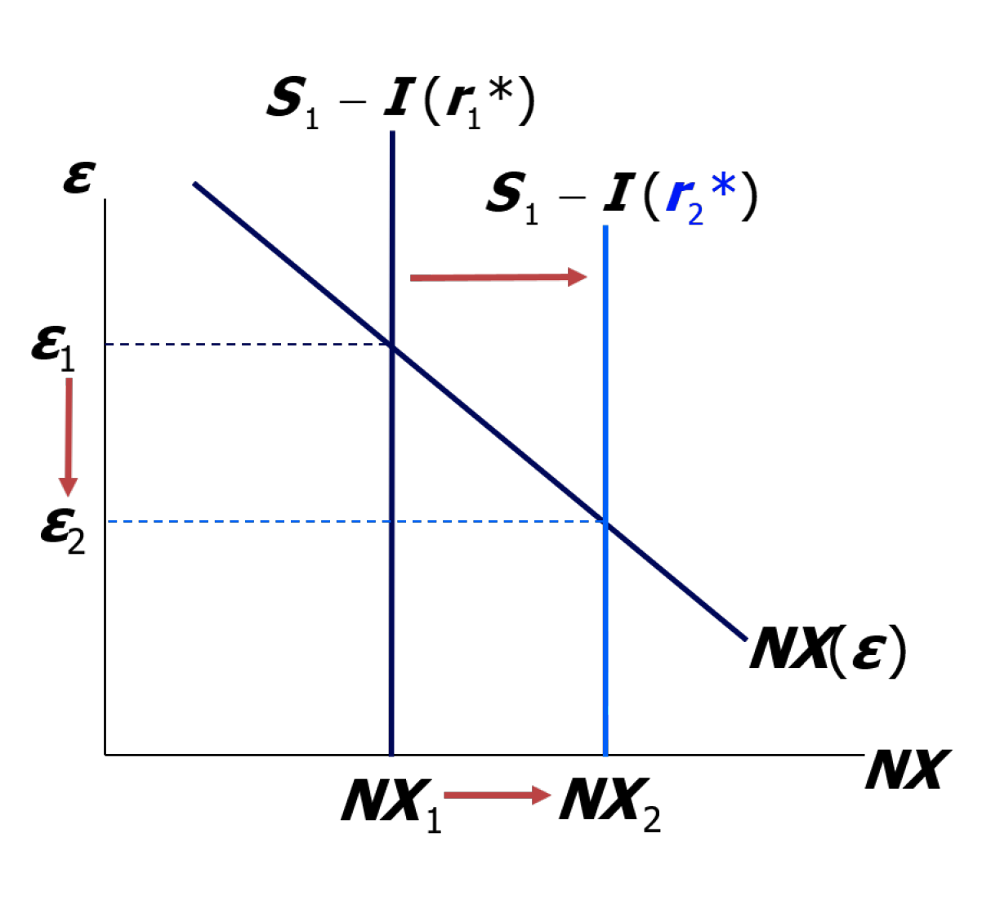 S₁ − I (r₁*)
S₁ − I (r₂*)
ε
ε₁
ε₂
NX(ε)
NX
NX₁
NX₂